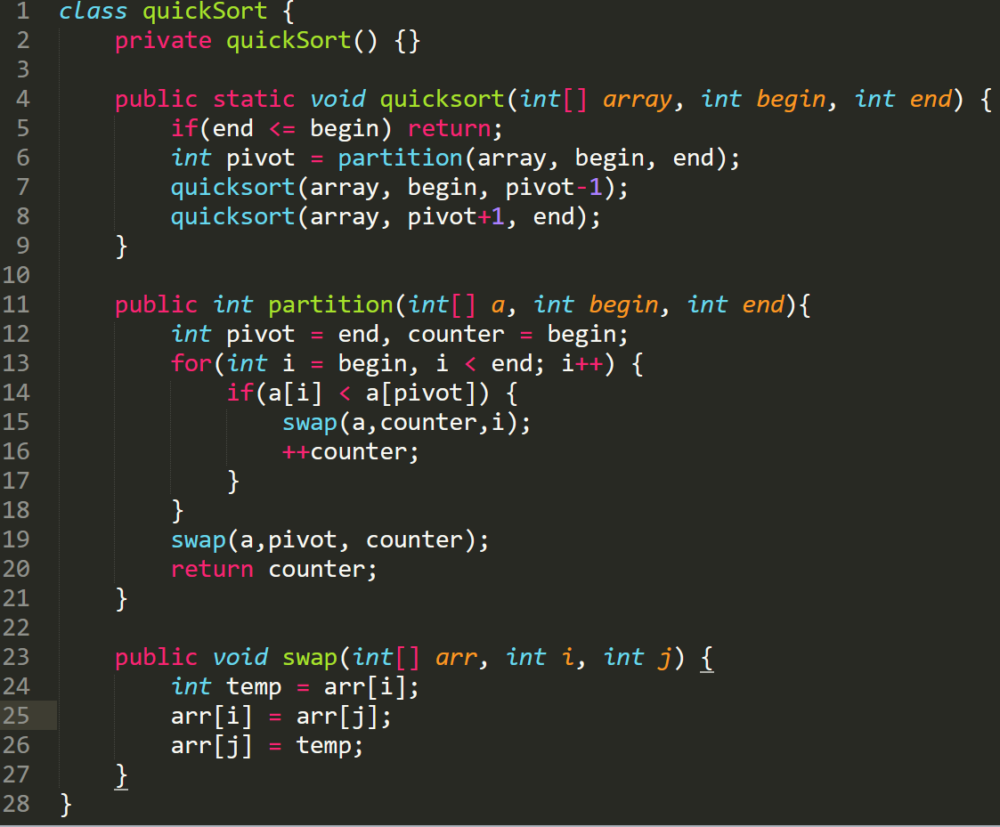 1 class quickSort {
2     private quickSort() {}
3
4     public static void quicksort(int[] array, int begin, int end) {
5         if(end <= begin) return;
6         int pivot = partition(array, begin, end);
7         quicksort(array, begin, pivot-1);
8         quicksort(array, pivot+1, end);
9     }
10
11     public int partition(int[] a, int begin, int end){
12         int pivot = end, counter = begin;
13         for(int i = begin, i < end; i++) {
14             if(a[i] < a[pivot]) {
15                 swap(a,counter,i);
16                 ++counter;
17             }
18         }
19         swap(a,pivot, counter);
20         return counter;
21     }
22
23     public void swap(int[] arr, int i, int j) {
24         int temp = arr[i];
25         arr[i] = arr[j];
26         arr[j] = temp;
27     }
28 }